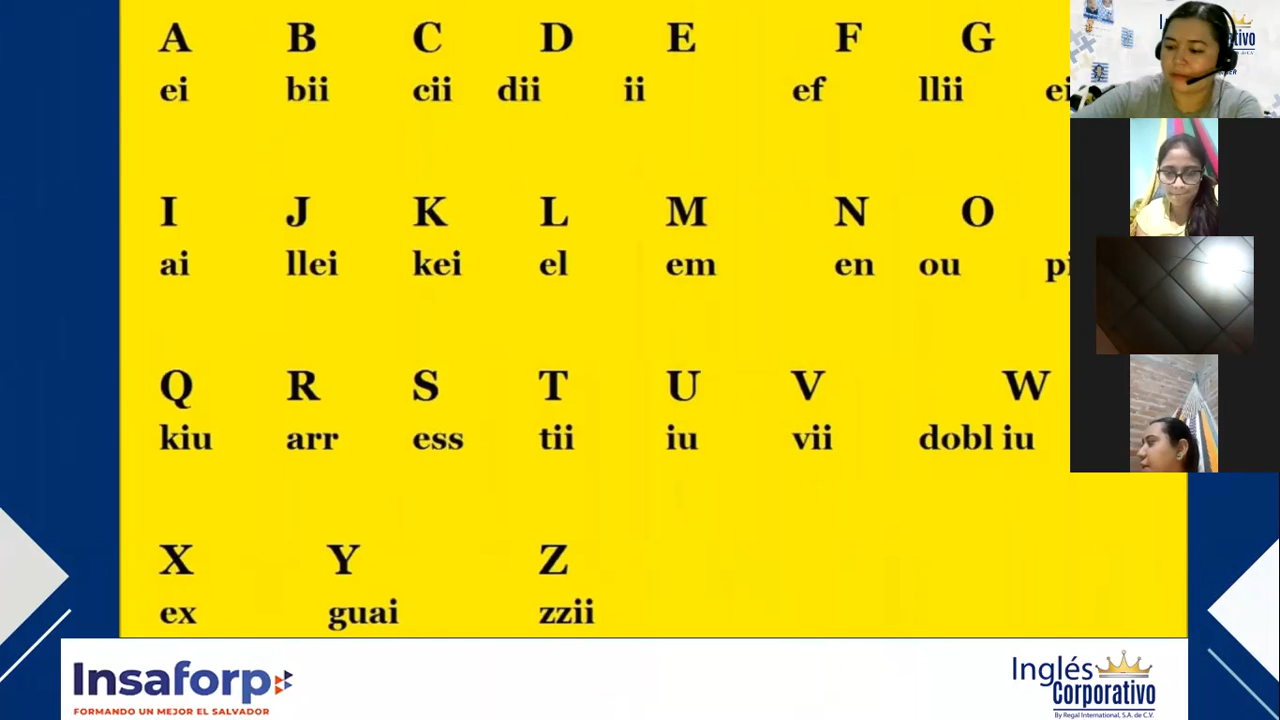 A B C D E F G
ei bii cii dii ii ef llii
I J K L M N O
ai llei kei el em en ou
Q R S T U V W
kiu arr ess tii iu vii dobl iu
X Y Z
ex guai zzii
Insaforp
FORMANDO UN MEJOR EL SALVADOR
Inglés
Corporativo
By Regal International, S.A. de C.V.